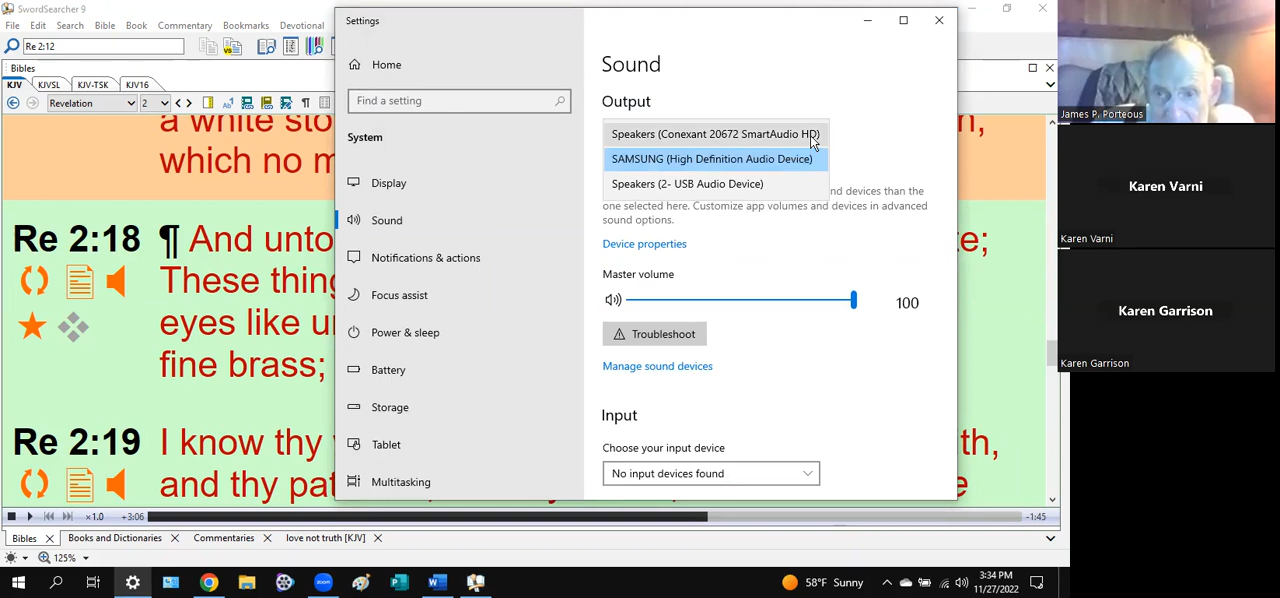 SwordSearcher 9
File Edit Search Bible Book Commentary Bookmarks Devotional
Re 2:12
Bibles
KJV KJVSL KJV-TSK KJV16
Revelation 2
a white sto
n,
which no m
Re 2:18 ¶ And unto
te;
These thing
eyes like un
fine brass;
Re 2:19 I know thy
th,
and thy pat
e
x1.0 +3:06 -1:45
Bibles Books and Dictionaries Commentaries love not truth [KJV]
125%
Settings
Home
Find a setting
System
Display
Sound
Notifications & actions
Focus assist
Power & sleep
Battery
Storage
Tablet
Multitasking
Sound
Output
Speakers (Conexant 20672 SmartAudio HD)
SAMSUNG (High Definition Audio Device)
Speakers (2- USB Audio Device)
nd devices than the
one selected here. Customize app volumes and devices in advanced
sound options.
Device properties
Master volume
100
Troubleshoot
Manage sound devices
Input
Choose your input device
No input devices found
James P. Porteous
Karen Varni
Karen Varni
Karen Garrison
Karen Garrison
zoom
58°F Sunny
3:34 PM
11/27/2022